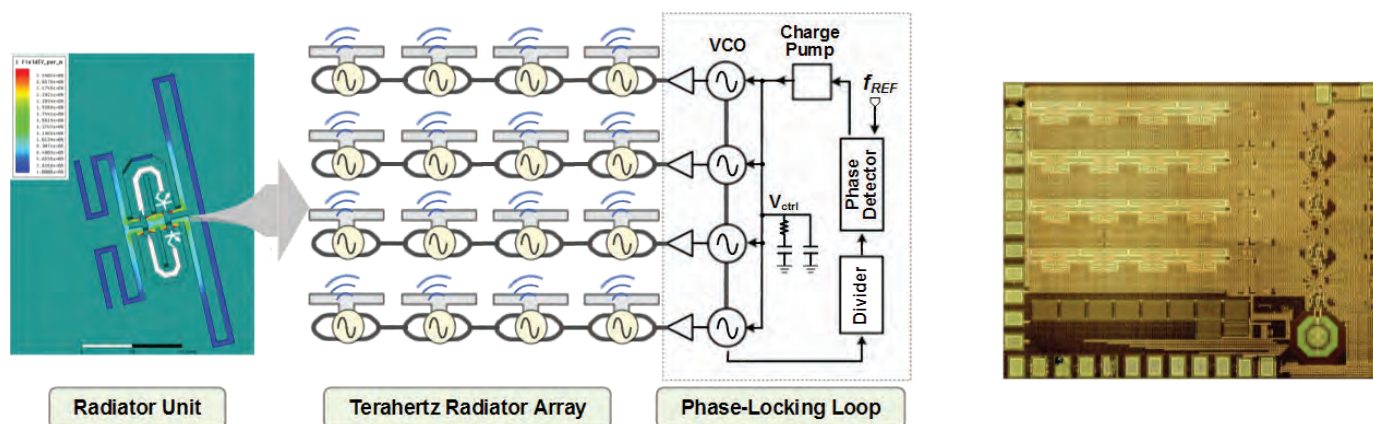 VCO
Charge
Pump
fREF
Phase
Detector
Vctrl
Divider
Radiator Unit
Terahertz Radiator Array
Phase-Locking Loop